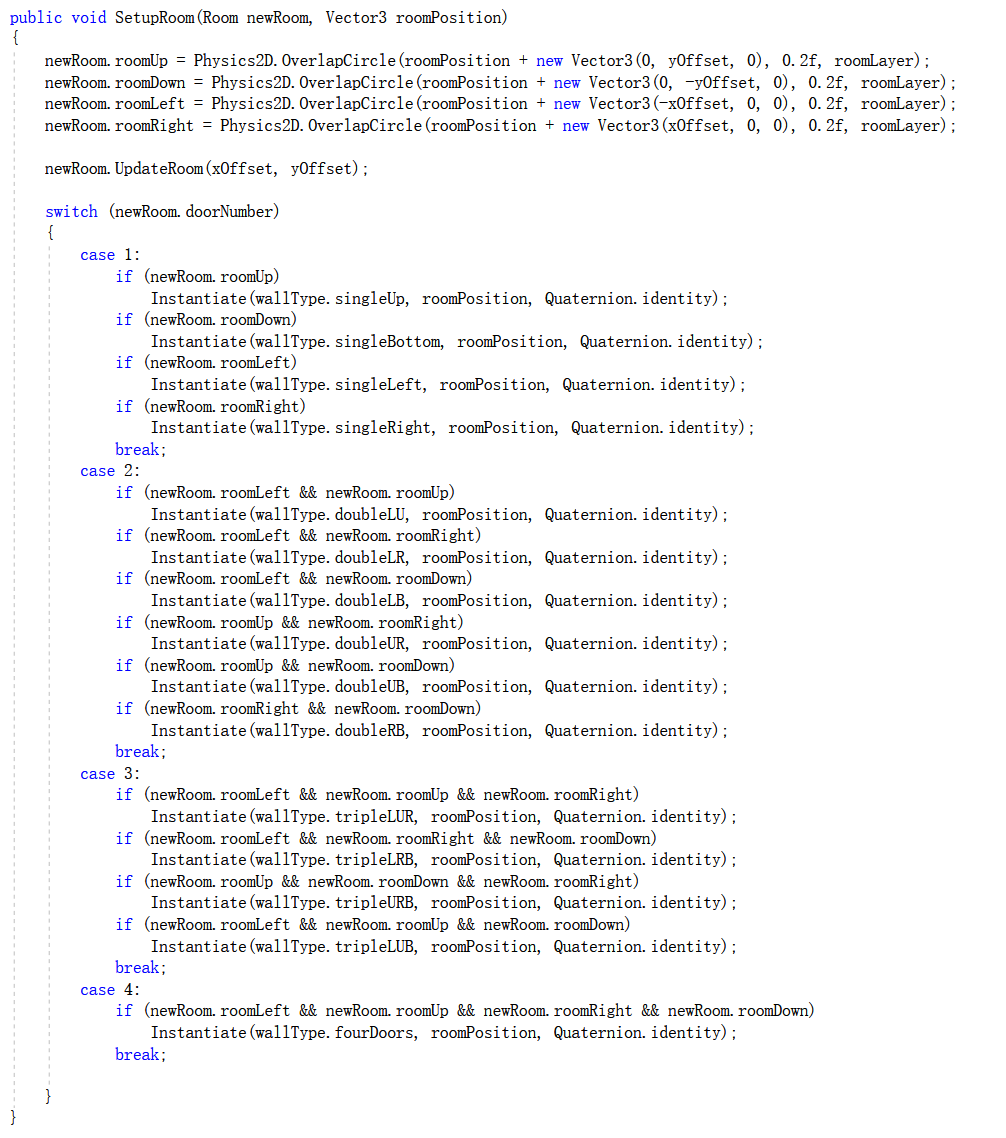 public void SetupRoom(Room newRoom, Vector3 roomPosition)
{
    newRoom.roomUp = Physics2D.OverlapCircle(roomPosition + new Vector3(0, yOffset, 0), 0.2f, roomLayer);
    newRoom.roomDown = Physics2D.OverlapCircle(roomPosition + new Vector3(0, -yOffset, 0), 0.2f, roomLayer);
    newRoom.roomLeft = Physics2D.OverlapCircle(roomPosition + new Vector3(-xOffset, 0, 0), 0.2f, roomLayer);
    newRoom.roomRight = Physics2D.OverlapCircle(roomPosition + new Vector3(xOffset, 0, 0), 0.2f, roomLayer);

    newRoom.UpdateRoom(xOffset, yOffset);

    switch (newRoom.doorNumber)
    {
        case 1:
            if (newRoom.roomUp)
                Instantiate(wallType.singleUp, roomPosition, Quaternion.identity);
            if (newRoom.roomDown)
                Instantiate(wallType.singleBottom, roomPosition, Quaternion.identity);
            if (newRoom.roomLeft)
                Instantiate(wallType.singleLeft, roomPosition, Quaternion.identity);
            if (newRoom.roomRight)
                Instantiate(wallType.singleRight, roomPosition, Quaternion.identity);
            break;
        case 2:
            if (newRoom.roomLeft && newRoom.roomUp)
                Instantiate(wallType.doubleLU, roomPosition, Quaternion.identity);
            if (newRoom.roomLeft && newRoom.roomRight)
                Instantiate(wallType.doubleLR, roomPosition, Quaternion.identity);
            if (newRoom.roomLeft && newRoom.roomDown)
                Instantiate(wallType.doubleLB, roomPosition, Quaternion.identity);
            if (newRoom.roomUp && newRoom.roomRight)
                Instantiate(wallType.doubleUR, roomPosition, Quaternion.identity);
            if (newRoom.roomUp && newRoom.roomDown)
                Instantiate(wallType.doubleUB, roomPosition, Quaternion.identity);
            if (newRoom.roomRight && newRoom.roomDown)
                Instantiate(wallType.doubleRB, roomPosition, Quaternion.identity);
            break;
        case 3:
            if (newRoom.roomLeft && newRoom.roomUp && newRoom.roomRight)
                Instantiate(wallType.tripleLUR, roomPosition, Quaternion.identity);
            if (newRoom.roomLeft && newRoom.roomRight && newRoom.roomDown)
                Instantiate(wallType.tripleLRB, roomPosition, Quaternion.identity);
            if (newRoom.roomUp && newRoom.roomDown && newRoom.roomRight)
                Instantiate(wallType.tripleURB, roomPosition, Quaternion.identity);
            if (newRoom.roomLeft && newRoom.roomUp && newRoom.roomDown)
                Instantiate(wallType.tripleLUB, roomPosition, Quaternion.identity);
            break;
        case 4:
            if (newRoom.roomLeft && newRoom.roomUp && newRoom.roomRight && newRoom.roomDown)
                Instantiate(wallType.fourDoors, roomPosition, Quaternion.identity);
            break;

    }
}